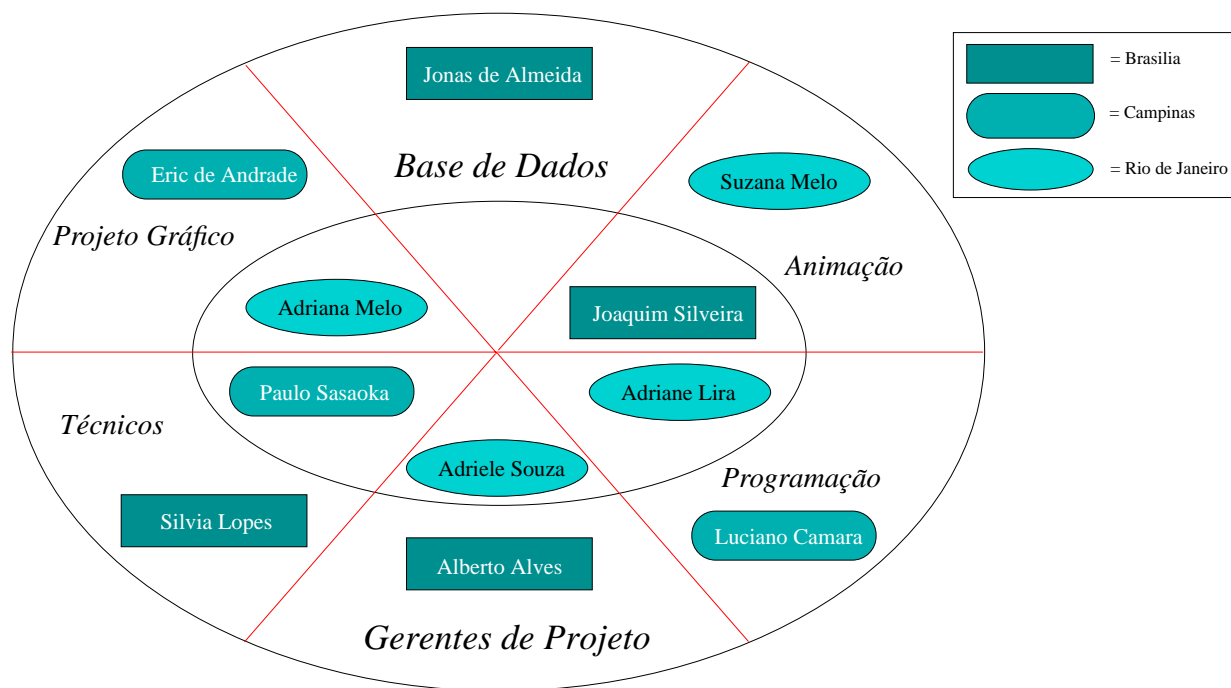 Jonas de Almeida
Base de Dados
Eric de Andrade
Projeto Gráfico
Suzana Melo
Animação
Adriana Melo
Joaquim Silveira
Paulo Sasaoka
Adriane Lira
Técnicos
Adriele Souza
Programação
Silvia Lopes
Luciano Camara
Alberto Alves
Gerentes de Projeto
= Brasilia
= Campinas
= Rio de Janeiro